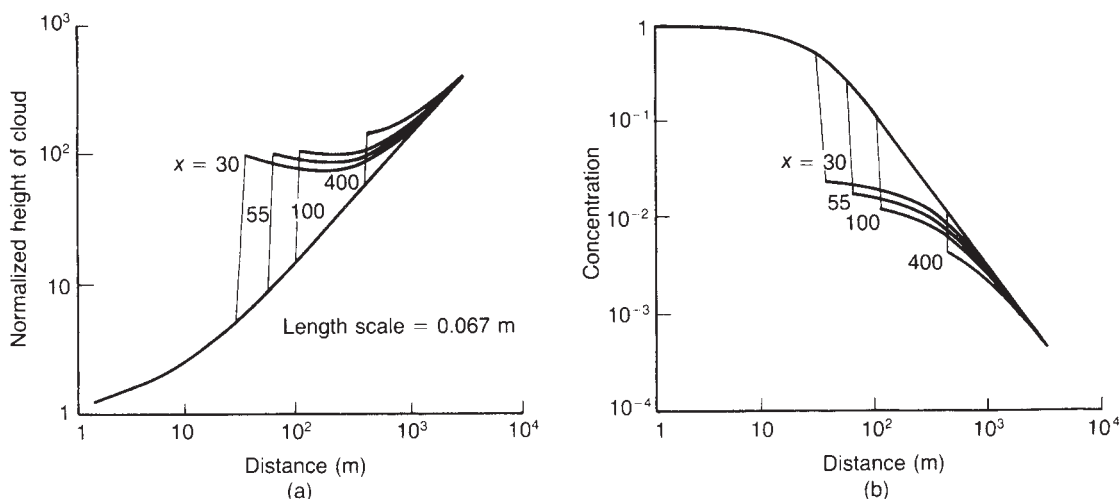 Normalized height of cloud
10³
10²
10
1
x = 30
55
100
400
Length scale = 0.067 m
1 10 10² 10³ 10⁴
Distance (m)
(a)
Concentration
1
10⁻¹
10⁻²
10⁻³
10⁻⁴
x = 30
55
100
400
1 10 10² 10³ 10⁴
Distance (m)
(b)